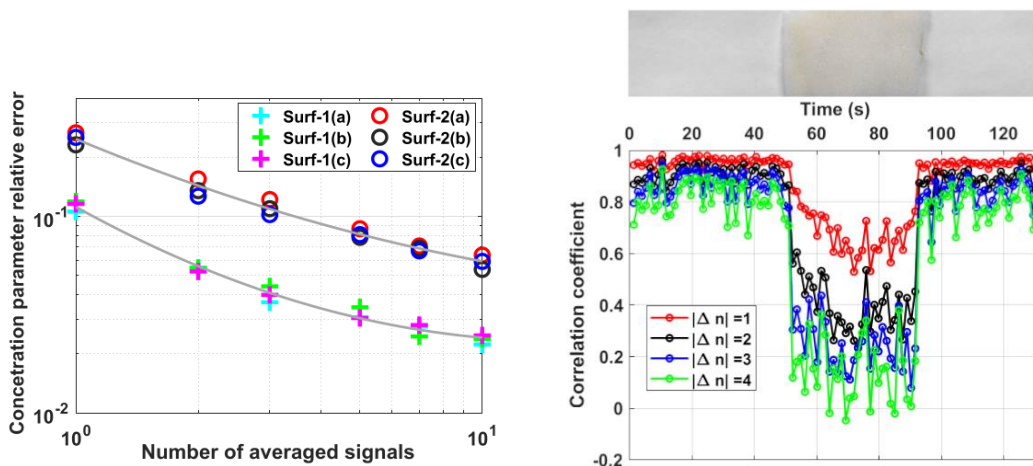 Concetration parameter relative error
10^-1
10^-2
10^0
10^1
Number of averaged signals
Surf-1(a)
Surf-1(b)
Surf-1(c)
Surf-2(a)
Surf-2(b)
Surf-2(c)
Time (s)
0 20 40 60 80 100 120
Correlation coefficient
1
0.8
0.6
0.4
0.2
0
-0.2
|Δ n| =1
|Δ n| =2
|Δ n| =3
|Δ n| =4